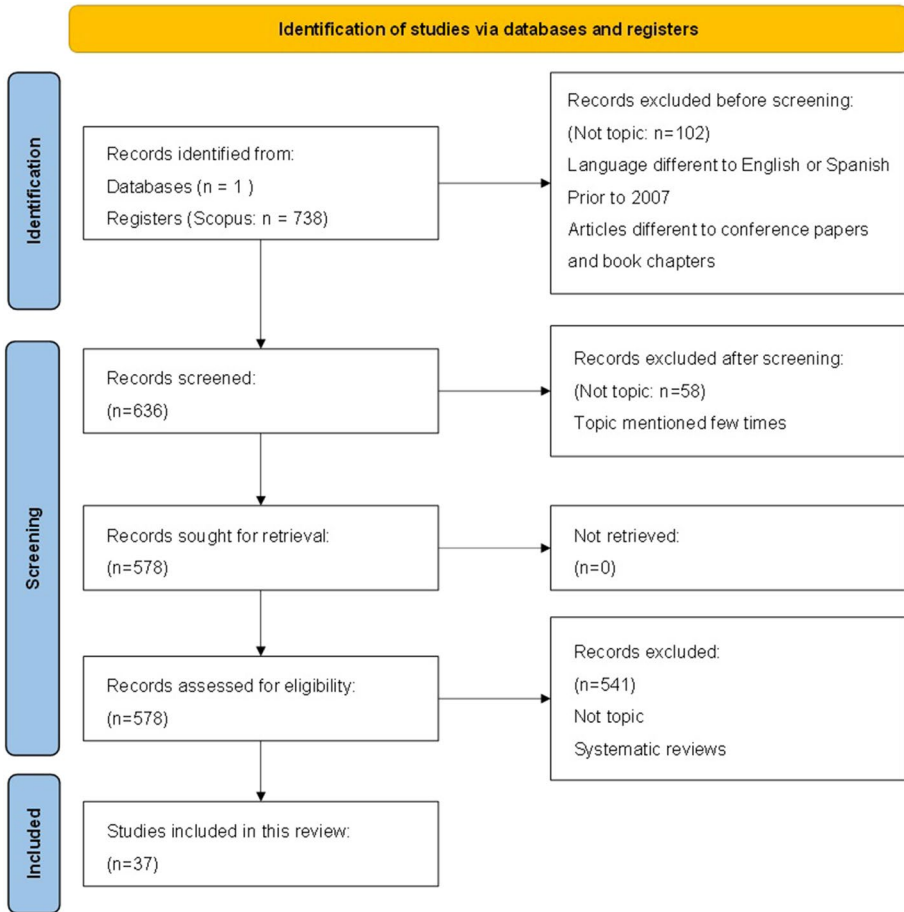 Identification of studies via databases and registers
Identification
Records identified from:
Databases (n = 1 )
Registers (Scopus: n = 738)
Records excluded before screening:
(Not topic: n=102)
Language different to English or Spanish
Prior to 2007
Articles different to conference papers
and book chapters
Screening
Records screened:
(n=636)
Records excluded after screening:
(Not topic: n=58)
Topic mentioned few times
Records sought for retrieval:
(n=578)
Not retrieved:
(n=0)
Records assessed for eligibility:
(n=578)
Records excluded:
(n=541)
Not topic
Systematic reviews
Included
Studies included in this review:
(n=37)